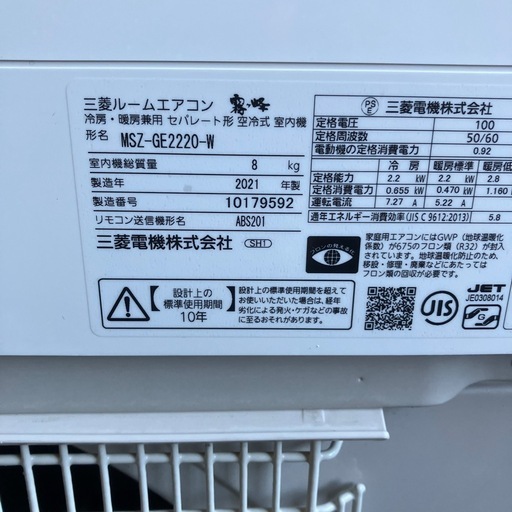 三菱ルームエアコン 霧ヶ峰
冷房・暖房兼用 セパレート形 空冷式 室内機
形名 MSZ-GE2220-W
室内機総質量 8 kg
製造年 2021 年製
製造番号 10179592
リモコン送信機形名 ABS201
三菱電機株式会社 SH1
設計上の
標準使用期間
10年
設計上の標準使用期間を超えて
お使いいただいた場合は、経年
劣化による発火・ケガなどの事故
に至るおそれがあります。
PS
E
三菱電機株式会社
定格電圧 100
定格周波数 50/60
電動機の定格消費電力 0.92
冷房 暖房標準 暖房低
定格能力 2.2 kW 2.2 kW 2.8
定格消費電力 0.655 kW 0.470 kW 1.160
運転電流 7.27 A 5.22 A
通年エネルギー消費効率(JIS C 9612:2013) 5.8
フロンの見える化
家庭用エアコンにはGWP(地球温暖化
係数)が675のフロン類(R32)が封入
されています。地球温暖化防止のため、
移設・修理・廃棄などにあたっては
フロン類の回収が必要です。
JIS
JET
JE0308014